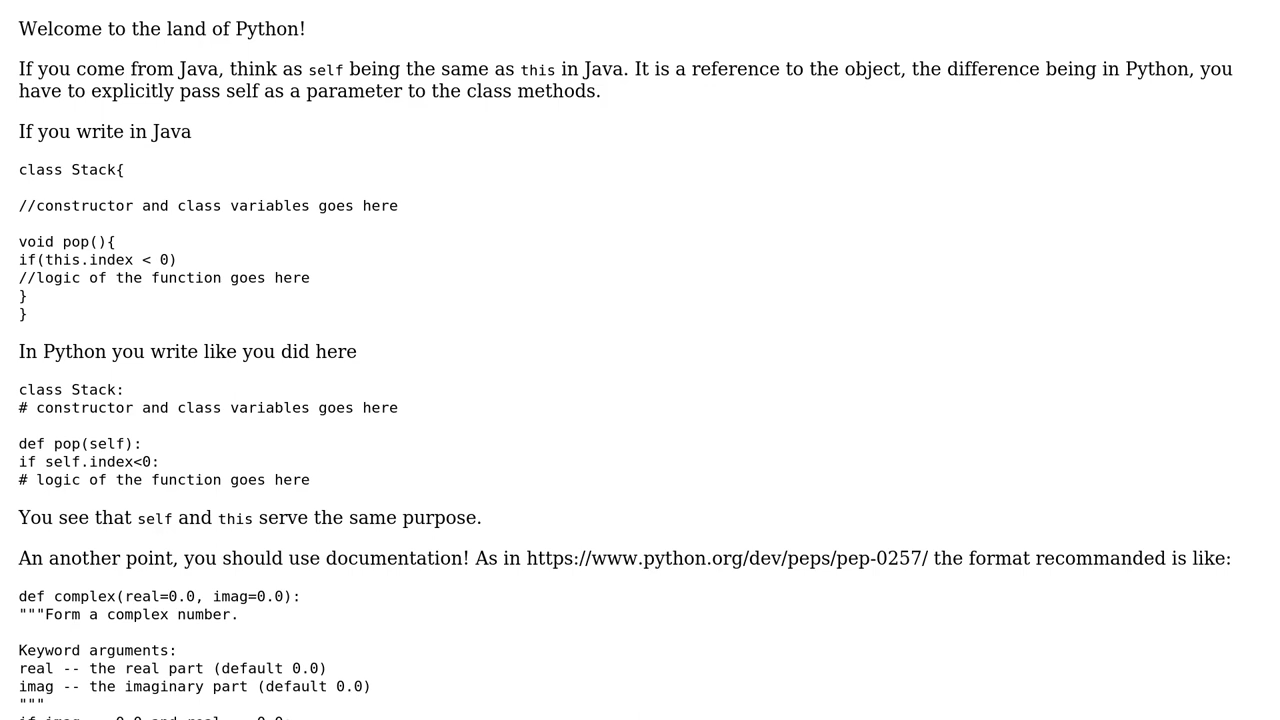 Welcome to the land of Python!
If you come from Java, think as self being the same as this in Java. It is a reference to the object, the difference being in Python, you
have to explicitly pass self as a parameter to the class methods.
If you write in Java
class Stack{
//constructor and class variables goes here
void pop(){
if(this.index < 0)
//logic of the function goes here
}
}
In Python you write like you did here
class Stack:
# constructor and class variables goes here
def pop(self):
if self.index<0:
# logic of the function goes here
You see that self and this serve the same purpose.
An another point, you should use documentation! As in https://www.python.org/dev/peps/pep-0257/ the format recommanded is like:
def complex(real=0.0, imag=0.0):
"""Form a complex number.
Keyword arguments:
real -- the real part (default 0.0)
imag -- the imaginary part (default 0.0)
"""